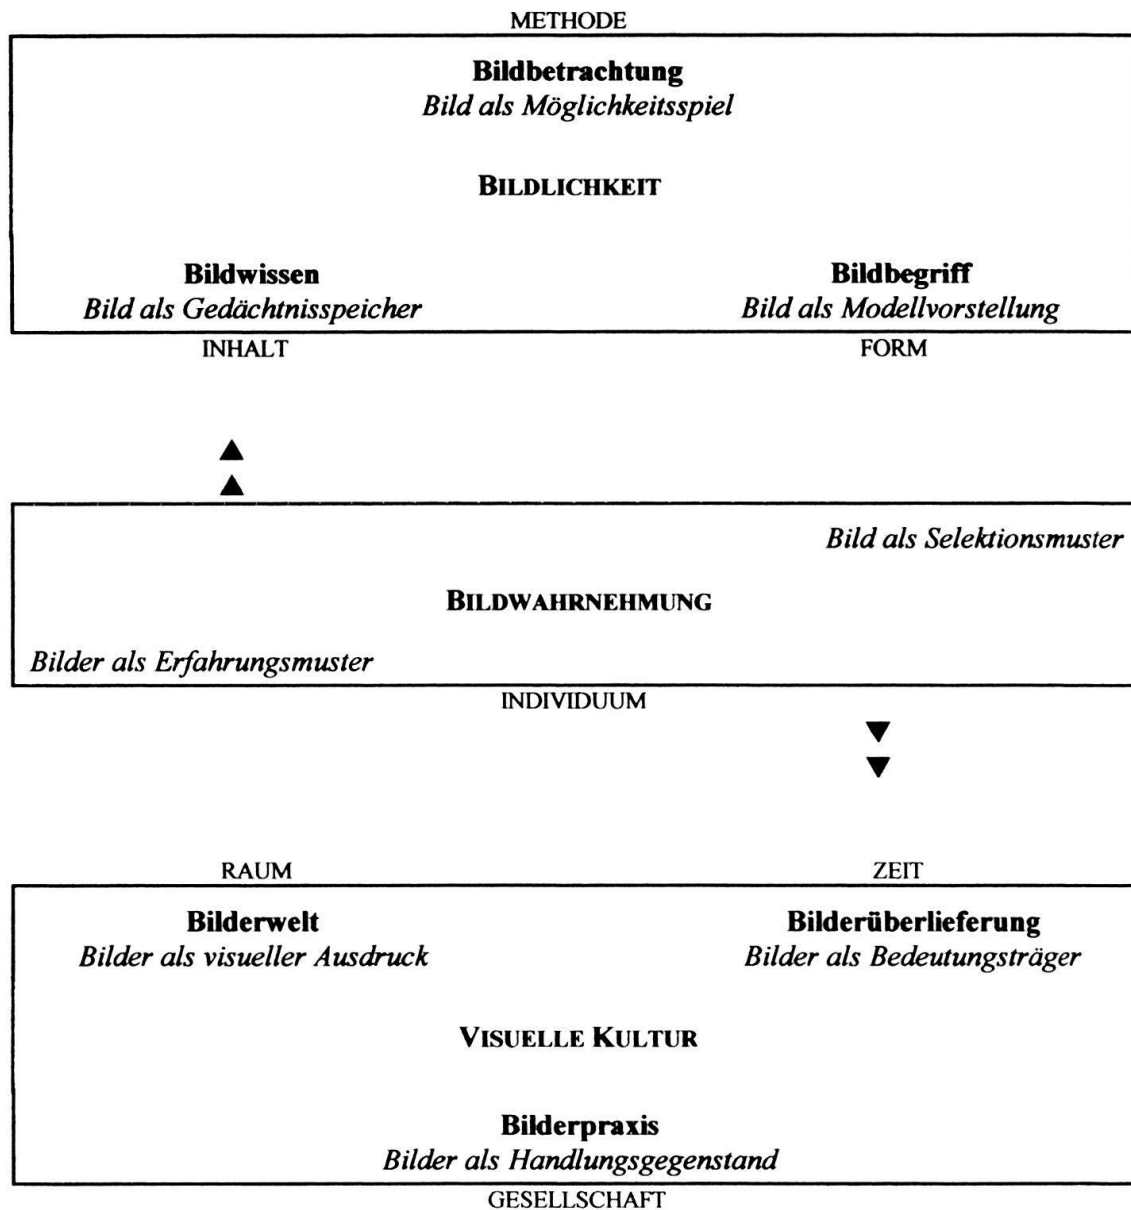 METHODE
Bildbetrachtung
Bild als Möglichkeitsspiel
BILDLICHKEIT
Bildwissen Bildbegriff
Bild als Gedächtnisspeicher Bild als Modellvorstellung
INHALT FORM
Bild als Selektionsmuster
BILDWAHRNEHMUNG
Bilder als Erfahrungsmuster
INDIVIDUUM
RAUM ZEIT
Bilderwelt Bilderüberlieferung
Bilder als visueller Ausdruck Bilder als Bedeutungsträger
VISUELLE KULTUR
Bilderpraxis
Bilder als Handlungsgegenstand
GESELLSCHAFT